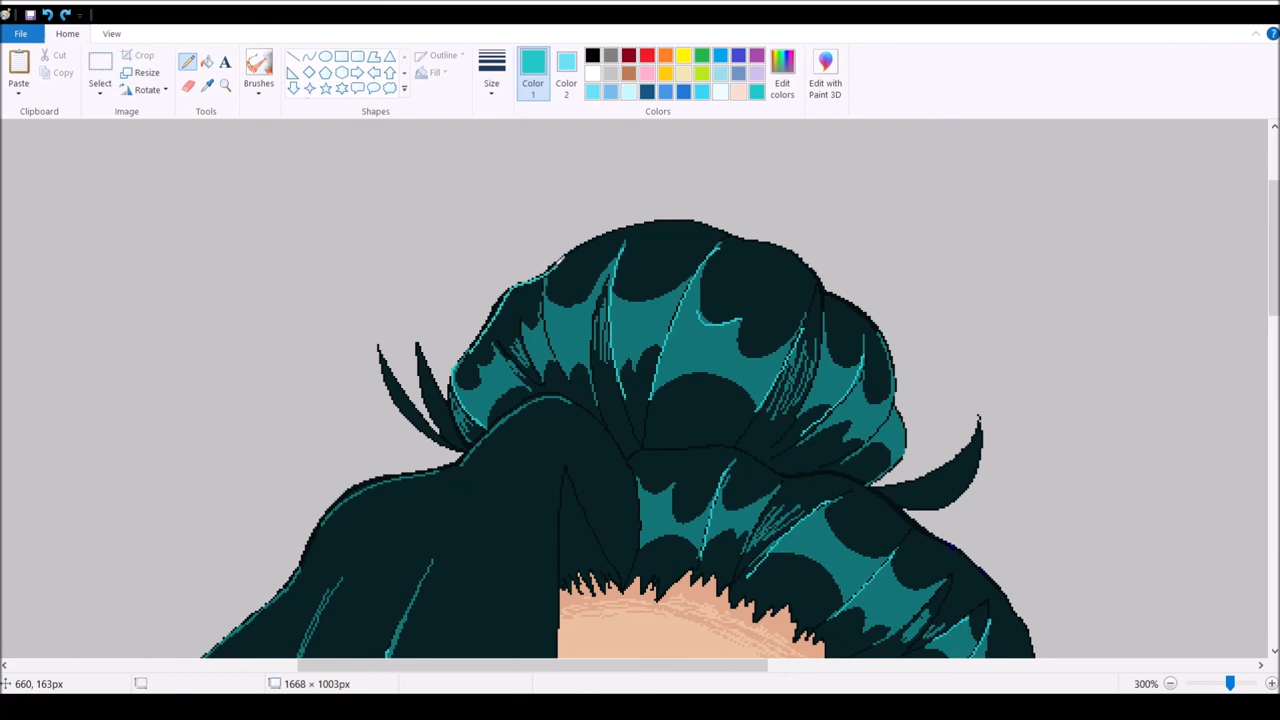 File Home View
Paste
Cut
Copy
Clipboard
Select
Crop
Resize
Rotate
Image
A
Tools
Brushes
Outline
Fill
Shapes
Size
Color
1
Color
2
Edit
colors
Colors
Edit with
Paint 3D
660, 163px
1668 × 1003px
300%